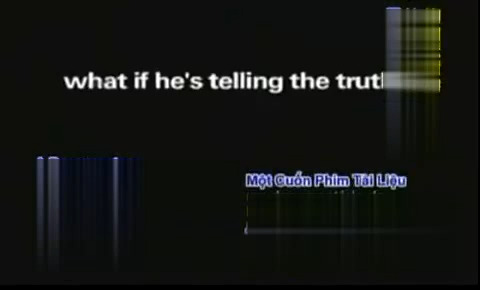 what if he's telling the trut
Một Cuốn Phim Tài Liệu